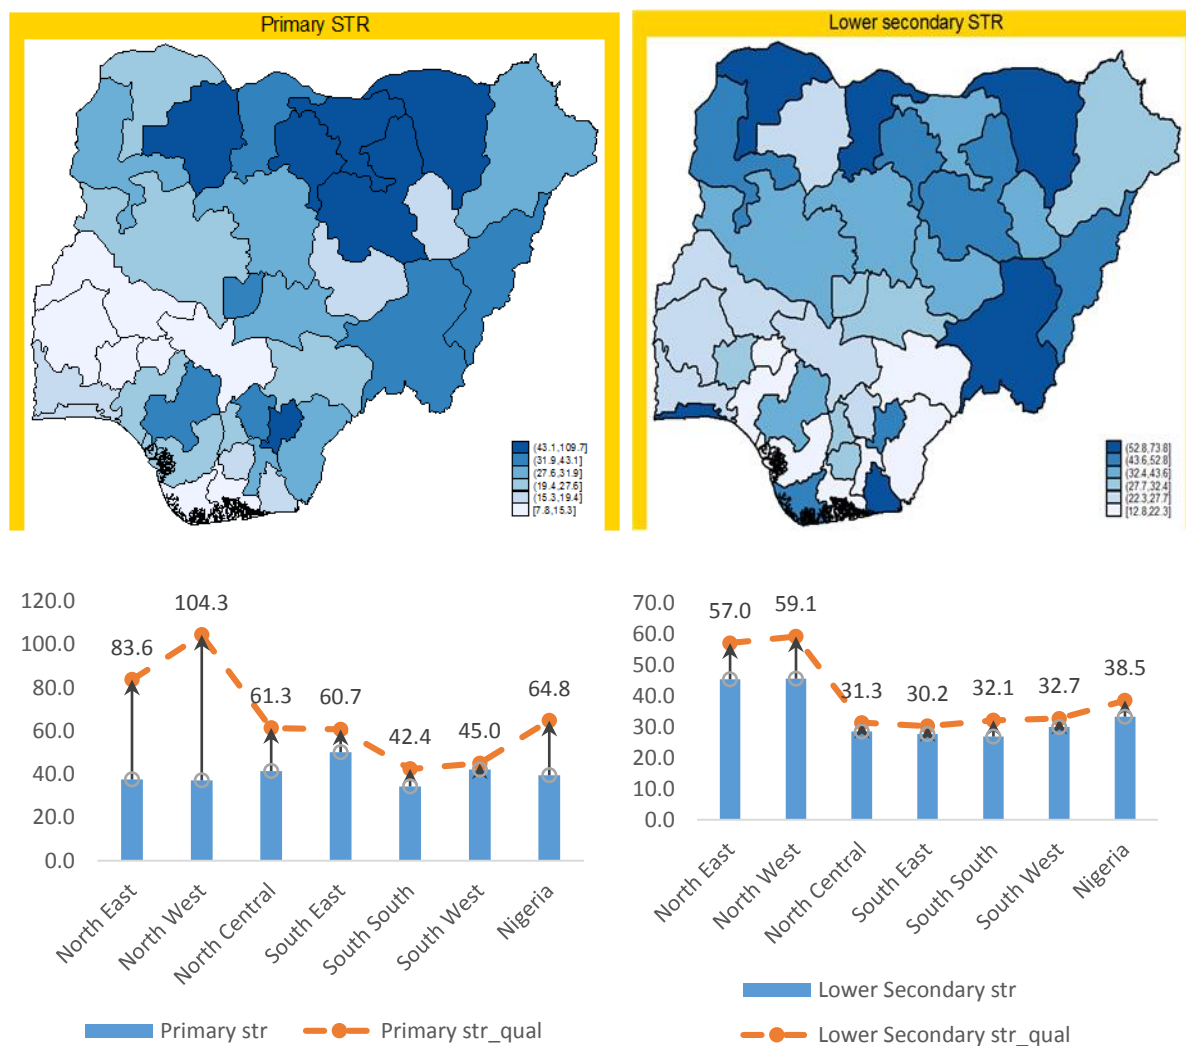 Primary STR
Lower secondary STR
(43.1,109.7]
(31.9,43.1]
(27.6,31.9]
(19.4,27.6]
(15.3,19.4]
[7.8,15.3]
(52.8,73.8]
(43.6,52.8]
(32.4,43.6]
(27.7,32.4]
(22.3,27.7]
[12.8,22.3]
120.0
100.0
80.0
60.0
40.0
20.0
0.0
83.6
104.3
61.3
60.7
42.4
45.0
64.8
North East
North West
North Central
South East
South South
South West
Nigeria
Primary str
Primary str_qual
70.0
60.0
50.0
40.0
30.0
20.0
10.0
0.0
57.0
59.1
31.3
30.2
32.1
32.7
38.5
North East
North West
North Central
South East
South South
South West
Nigeria
Lower Secondary str
Lower Secondary str_qual